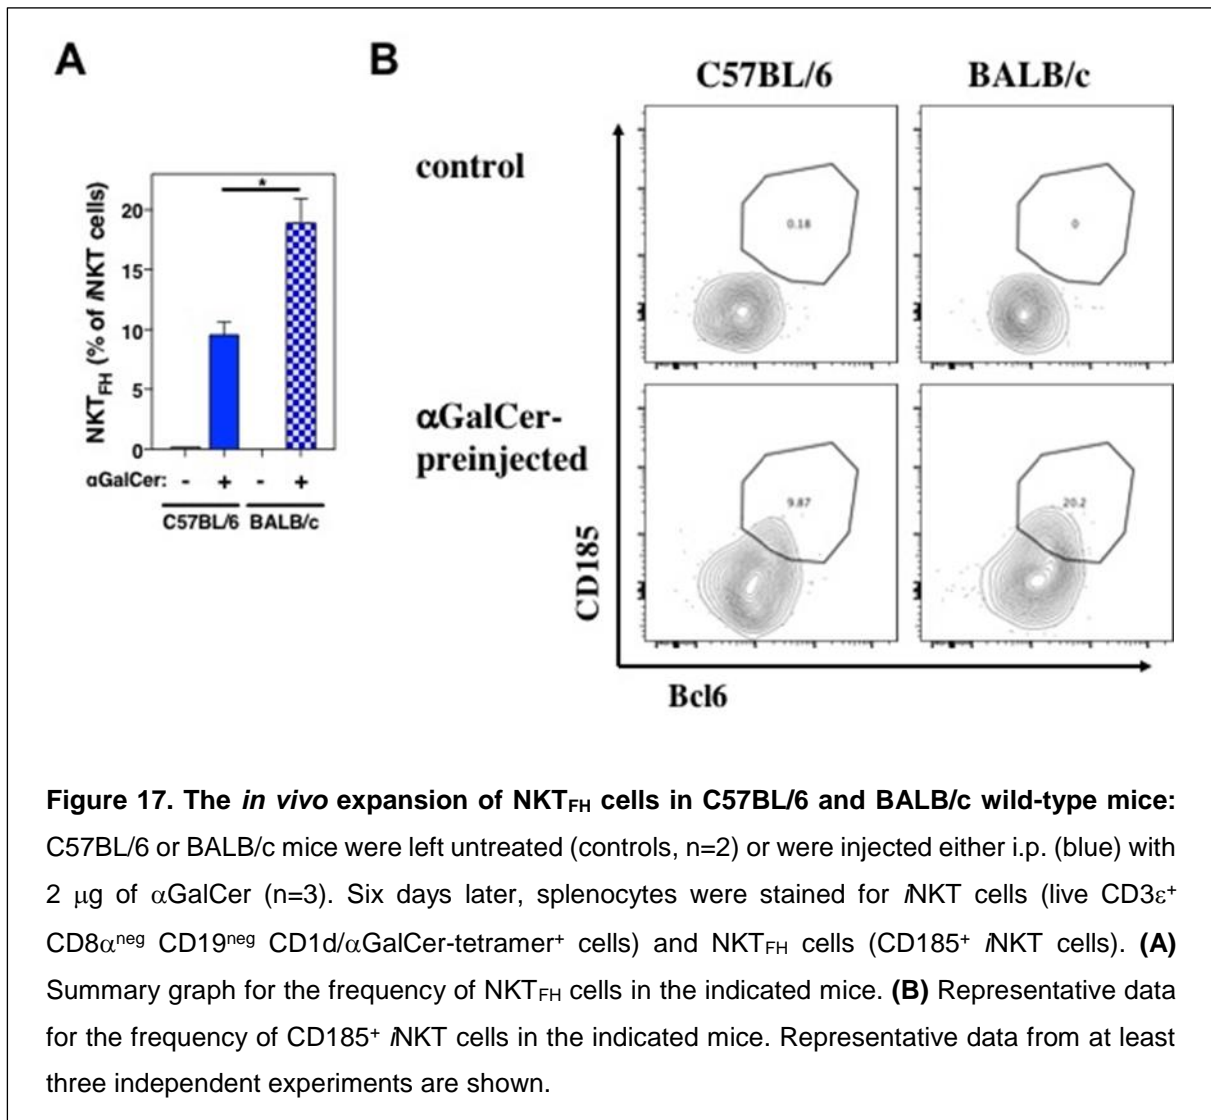 A
B
C57BL/6
BALB/c
control
0.18
0
αGalCer-
preinjected
9.87
20.2
CD185
Bcl6
NKTFH (% of iNKT cells)
20
15
10
5
0
*
αGalCer: - + - +
C57BL/6 BALB/c
Figure 17. The in vivo expansion of NKTFH cells in C57BL/6 and BALB/c wild-type mice:
C57BL/6 or BALB/c mice were left untreated (controls, n=2) or were injected either i.p. (blue) with
2 μg of αGalCer (n=3). Six days later, splenocytes were stained for iNKT cells (live CD3ε+
CD8αneg CD19neg CD1d/αGalCer-tetramer+ cells) and NKTFH cells (CD185+ iNKT cells). (A)
Summary graph for the frequency of NKTFH cells in the indicated mice. (B) Representative data
for the frequency of CD185+ iNKT cells in the indicated mice. Representative data from at least
three independent experiments are shown.